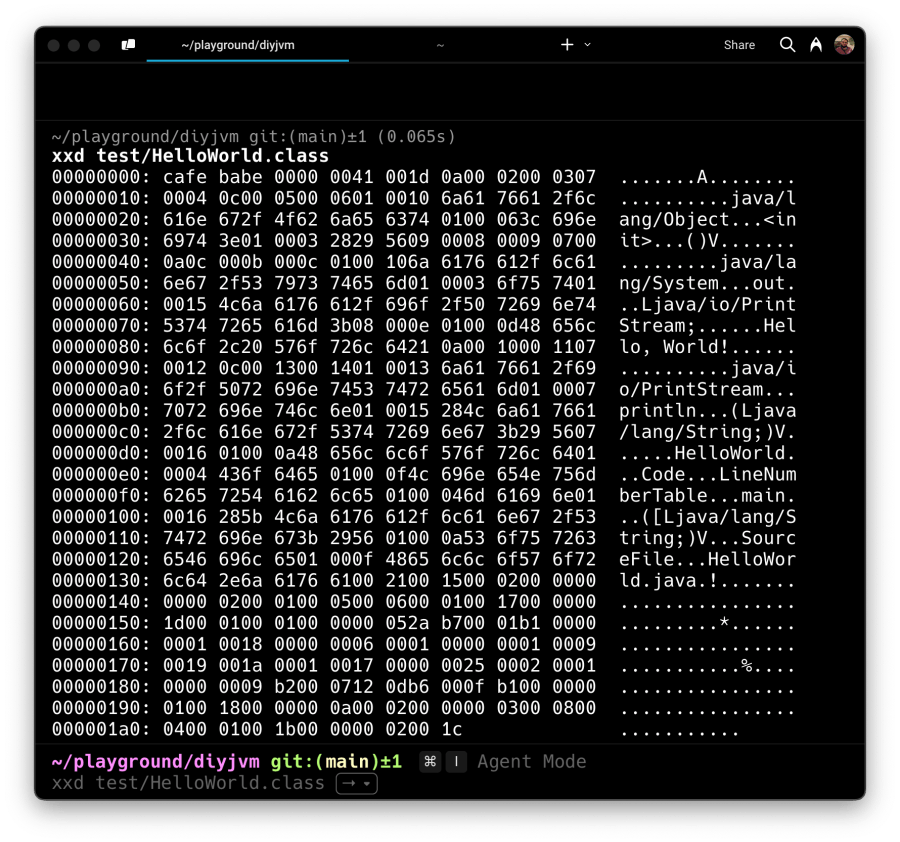 ~/playground/diyjvm
~
Share
~/playground/diyjvm git:(main)±1 (0.065s)
xxd test/HelloWorld.class
00000000: cafe babe 0000 0041 001d 0a00 0200 0307  .......A........
00000010: 0004 0c00 0500 0601 0010 6a61 7661 2f6c  ..........java/l
00000020: 616e 672f 4f62 6a65 6374 0100 063c 696e  ang/Object...<in
00000030: 6974 3e01 0003 2829 5609 0008 0009 0700  it>...()V.......
00000040: 0a0c 000b 000c 0100 106a 6176 612f 6c61  .........java/la
00000050: 6e67 2f53 7973 7465 6d01 0003 6f75 7401  ng/System...out.
00000060: 0015 4c6a 6176 612f 696f 2f50 7269 6e74  ..Ljava/io/Print
00000070: 5374 7265 616d 3b08 000e 0100 0d48 656c  Stream;......Hel
00000080: 6c6f 2c20 576f 726c 6421 0a00 1000 1107  lo, World!......
00000090: 0012 0c00 1300 1401 0013 6a61 7661 2f69  ..........java/i
000000a0: 6f2f 5072 696e 7453 7472 6561 6d01 0007  o/PrintStream...
000000b0: 7072 696e 746c 6e01 0015 284c 6a61 7661  println...(Ljava
000000c0: 2f6c 616e 672f 5374 7269 6e67 3b29 5607  /lang/String;)V.
000000d0: 0016 0100 0a48 656c 6c6f 576f 726c 6401  .....HelloWorld.
000000e0: 0004 436f 6465 0100 0f4c 696e 654e 756d  ..Code...LineNum
000000f0: 6265 7254 6162 6c65 0100 046d 6169 6e01  berTable...main.
00000100: 0016 285b 4c6a 6176 612f 6c61 6e67 2f53  ..([Ljava/lang/S
00000110: 7472 696e 673b 2956 0100 0a53 6f75 7263  tring;)V...Sourc
00000120: 6546 696c 6501 000f 4865 6c6c 6f57 6f72  eFile...HelloWor
00000130: 6c64 2e6a 6176 6100 2100 1500 0200 0000  ld.java.!.......
00000140: 0000 0200 0100 0500 0600 0100 1700 0000  ................
00000150: 1d00 0100 0100 0000 052a b700 01b1 0000  .........*......
00000160: 0001 0018 0000 0006 0001 0000 0001 0009  ................
00000170: 0019 001a 0001 0017 0000 0025 0002 0001  ...........%....
00000180: 0000 0009 b200 0712 0db6 000f b100 0000  ................
00000190: 0100 1800 0000 0a00 0200 0000 0300 0800  ................
000001a0: 0400 0100 1b00 0000 0200 1c              ...........
~/playground/diyjvm git:(main)±1 ⌘ I Agent Mode
xxd test/HelloWorld.class →